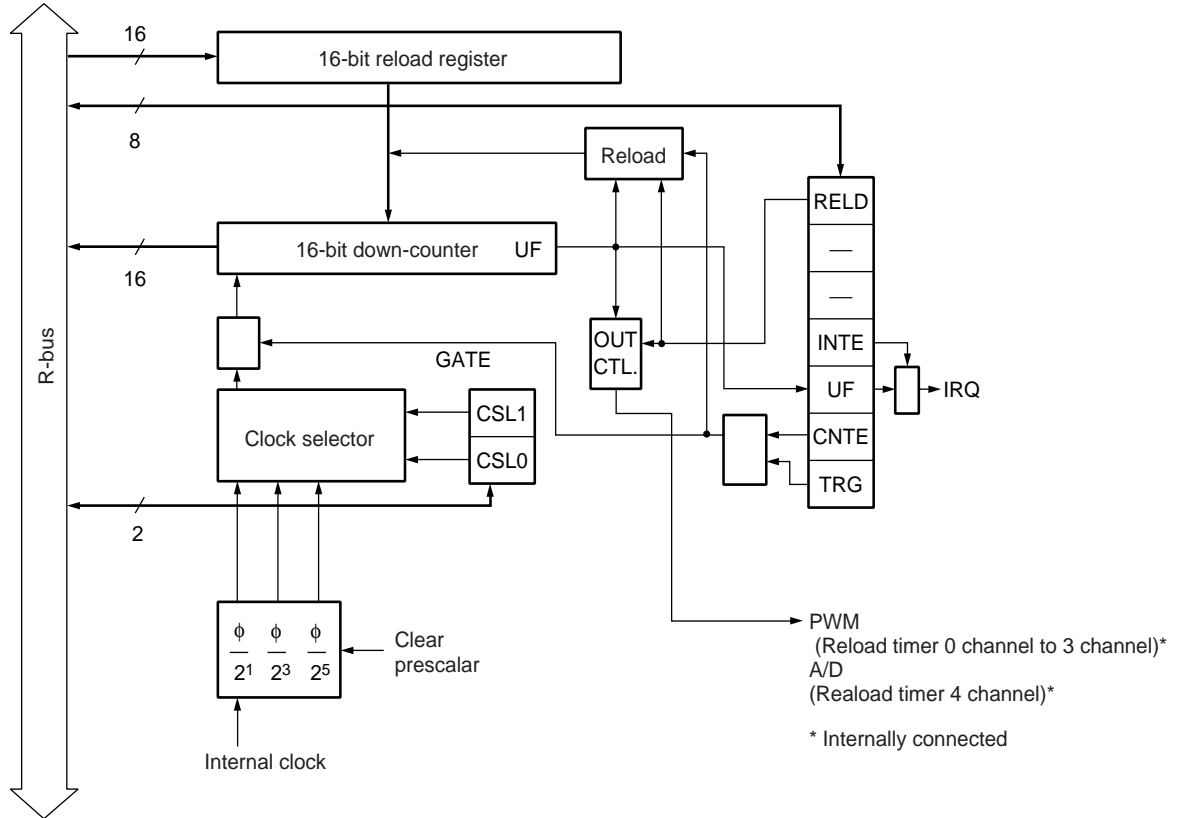 16
16-bit reload register
8
Reload
RELD
—
—
INTE
UF
CNTE
TRG
16-bit down-counter UF
16
R-bus
OUT
CTL.
GATE
IRQ
Clock selector
CSL1
CSL0
2
ϕ ϕ ϕ
2¹ 2³ 2⁵
Clear
prescalar
Internal clock
PWM
(Reload timer 0 channel to 3 channel)*
A/D
(Reaload timer 4 channel)*
* Internally connected